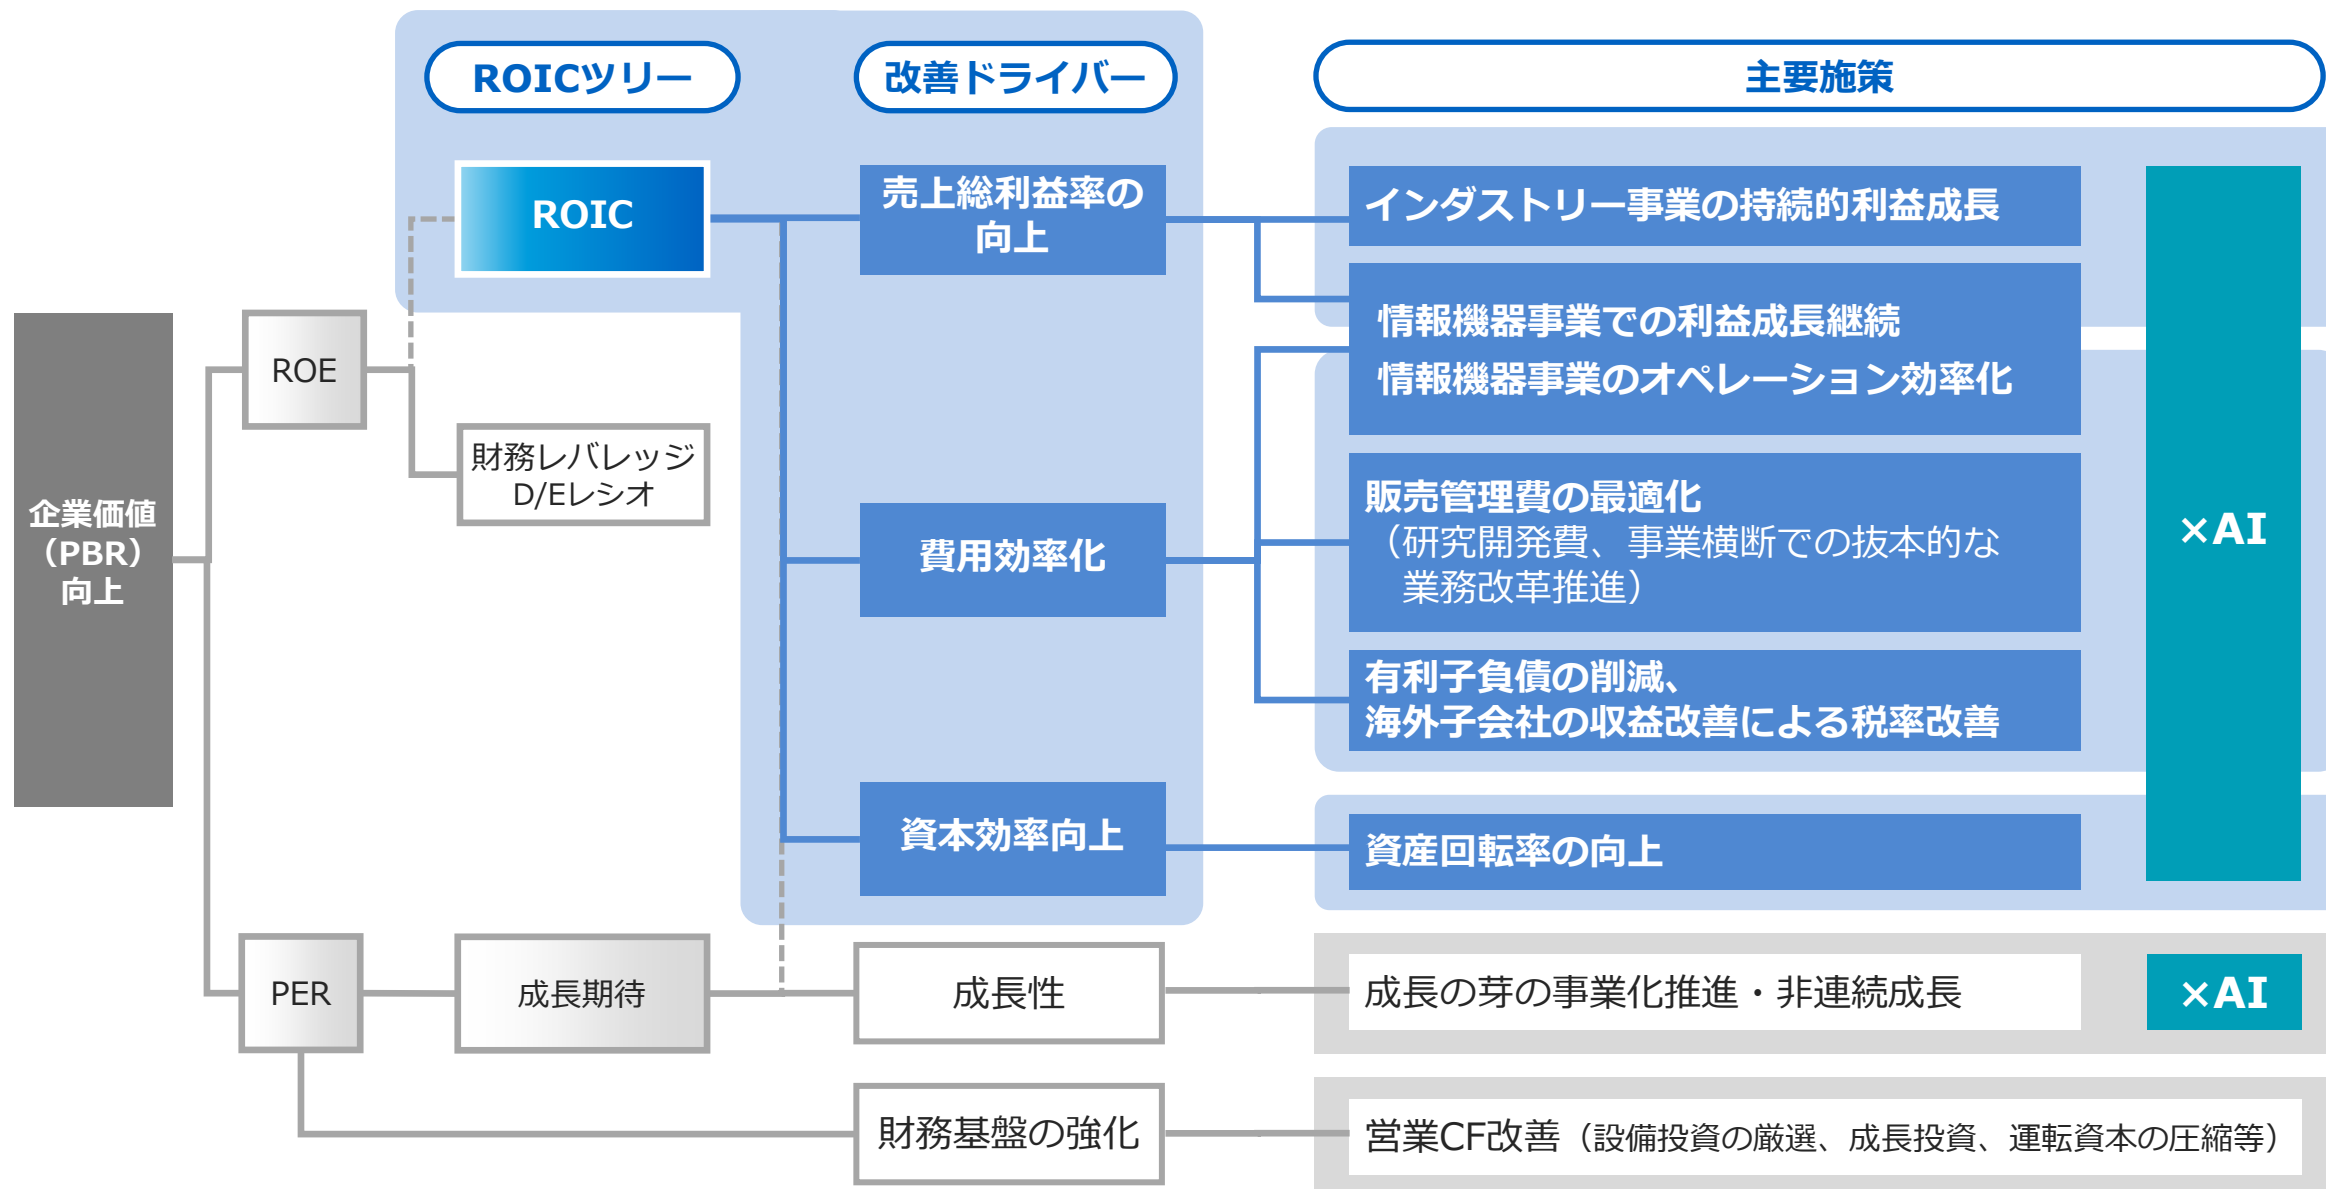 ROICツリー
改善ドライバー
主要施策
企業価値
（PBR）
向上
ROE
ROIC
財務レバレッジ
D/Eレシオ
売上総利益率の
向上
費用効率化
資本効率向上
インダストリー事業の持続的利益成長
情報機器事業での利益成長継続
情報機器事業のオペレーション効率化
販売管理費の最適化
（研究開発費、事業横断での抜本的な
業務改革推進）
有利子負債の削減、
海外子会社の収益改善による税率改善
資産回転率の向上
×AI
PER
成長期待
成長性
成長の芽の事業化推進・非連続成長
×AI
財務基盤の強化
営業CF改善（設備投資の厳選、成長投資、運転資本の圧縮等）